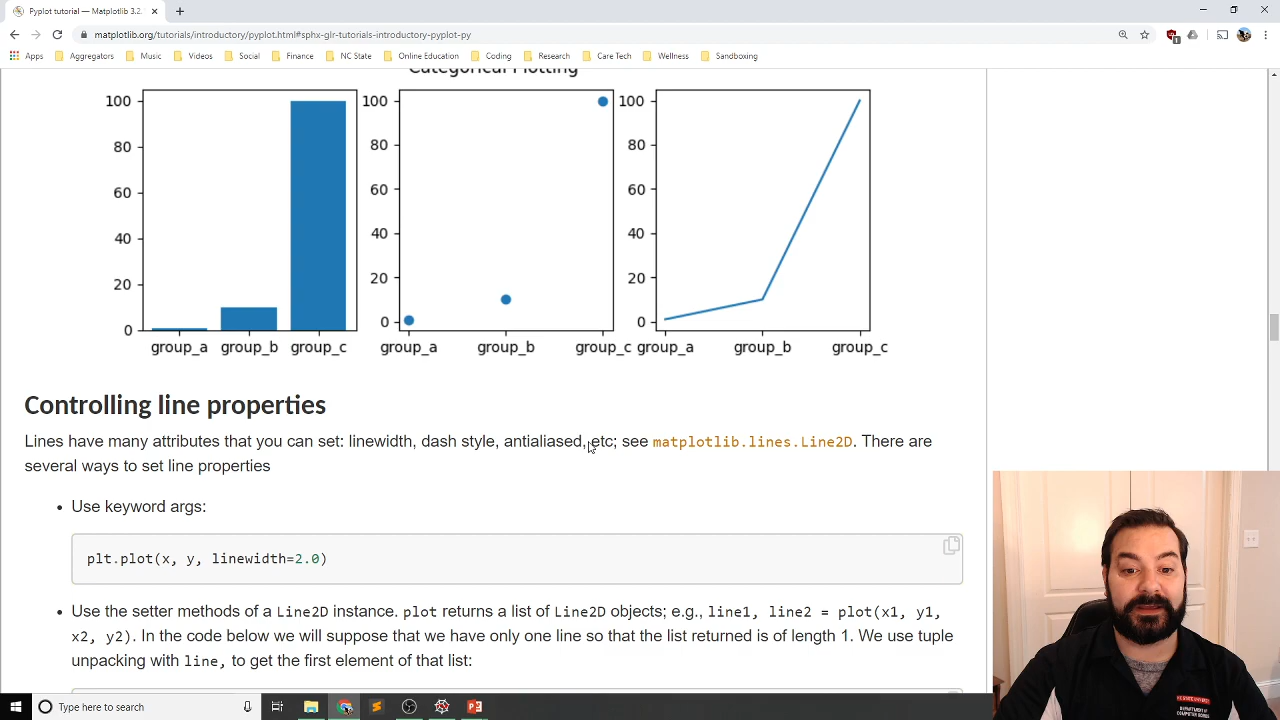 Pyplot tutorial — Matplotlib 3.2.
matplotlib.org/tutorials/introductory/pyplot.html#sphx-glr-tutorials-introductory-pyplot-py
Apps Aggregators Music Videos Social Finance NC State Online Education Coding Research Care Tech Wellness Sandboxing
Categorical Plotting
100 100 100
80 80 80
60 60 60
40 40 40
20 20 20
0 0 0
group_a group_b group_c group_a group_b group_c group_a group_b group_c
Controlling line properties
Lines have many attributes that you can set: linewidth, dash style, antialiased, etc; see matplotlib.lines.Line2D. There are
several ways to set line properties
• Use keyword args:
plt.plot(x, y, linewidth=2.0)
• Use the setter methods of a Line2D instance. plot returns a list of Line2D objects; e.g., line1, line2 = plot(x1, y1,
x2, y2). In the code below we will suppose that we have only one line so that the list returned is of length 1. We use tuple
unpacking with line, to get the first element of that list:
Type here to search